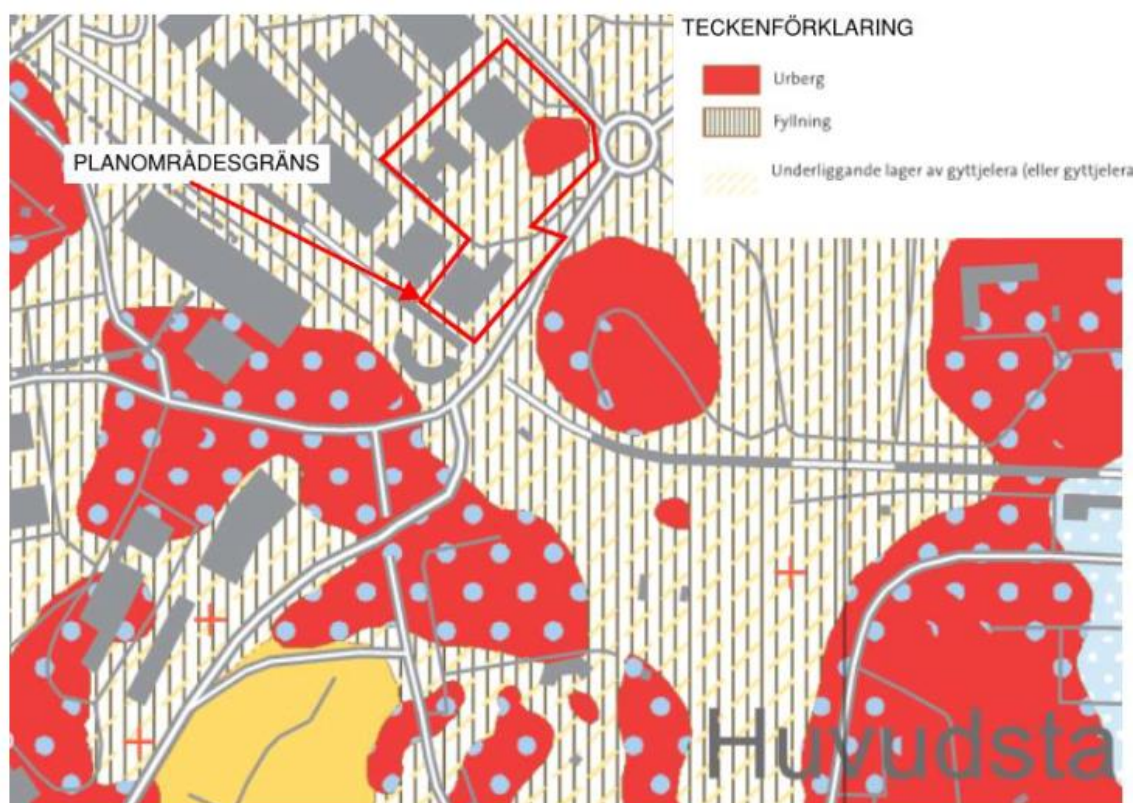 TECKENFÖRKLARING
Urberg
Fyllning
Underliggande lager av gyttjelera (eller gyttjelera
PLANOMRÅDESGRÄNS
Huvudsta